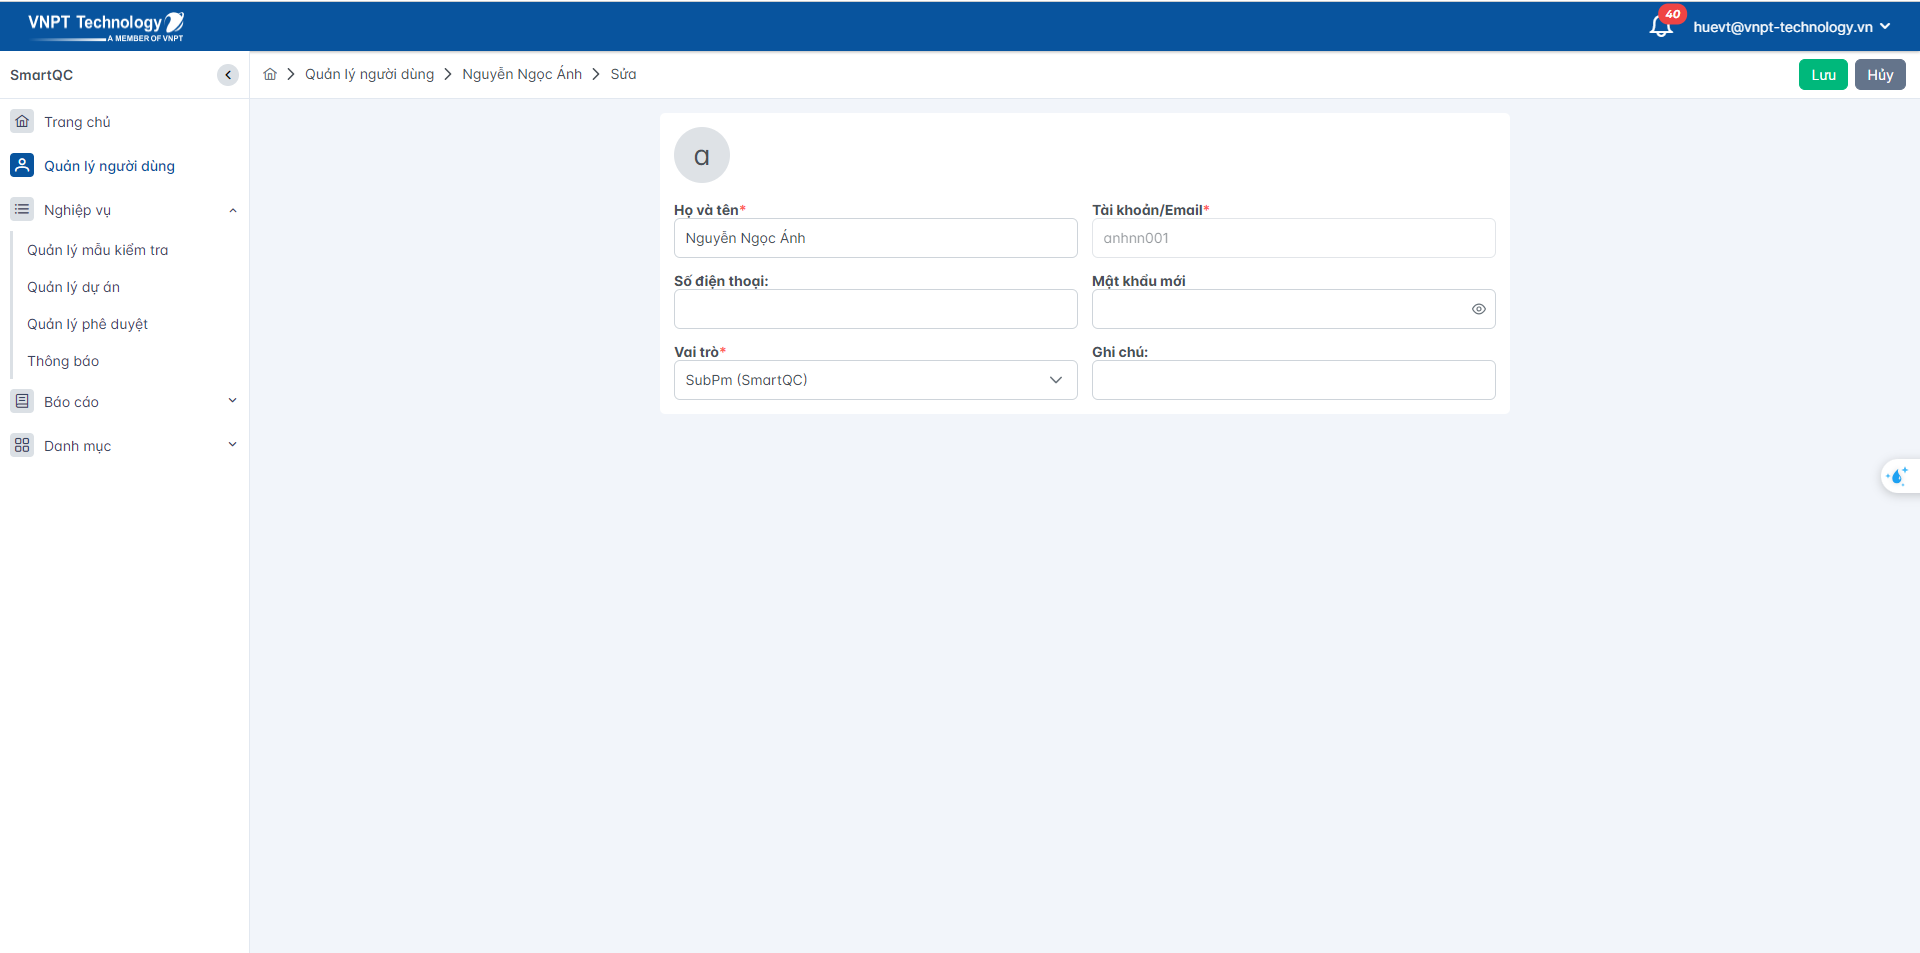 VNPT Technology
A MEMBER OF VNPT
40
huevt@vnpt-technology.vn
SmartQC
Quản lý người dùng
Nguyễn Ngọc Ánh
Sửa
Lưu
Hủy
Trang chủ
Quản lý người dùng
Nghiệp vụ
Quản lý mẫu kiểm tra
Quản lý dự án
Quản lý phê duyệt
Thông báo
Báo cáo
Danh mục
a
Họ và tên*
Nguyễn Ngọc Ánh
Tài khoản/Email*
anhnn001
Số điện thoại:
Mật khẩu mới
Vai trò*
SubPm (SmartQC)
Ghi chú: